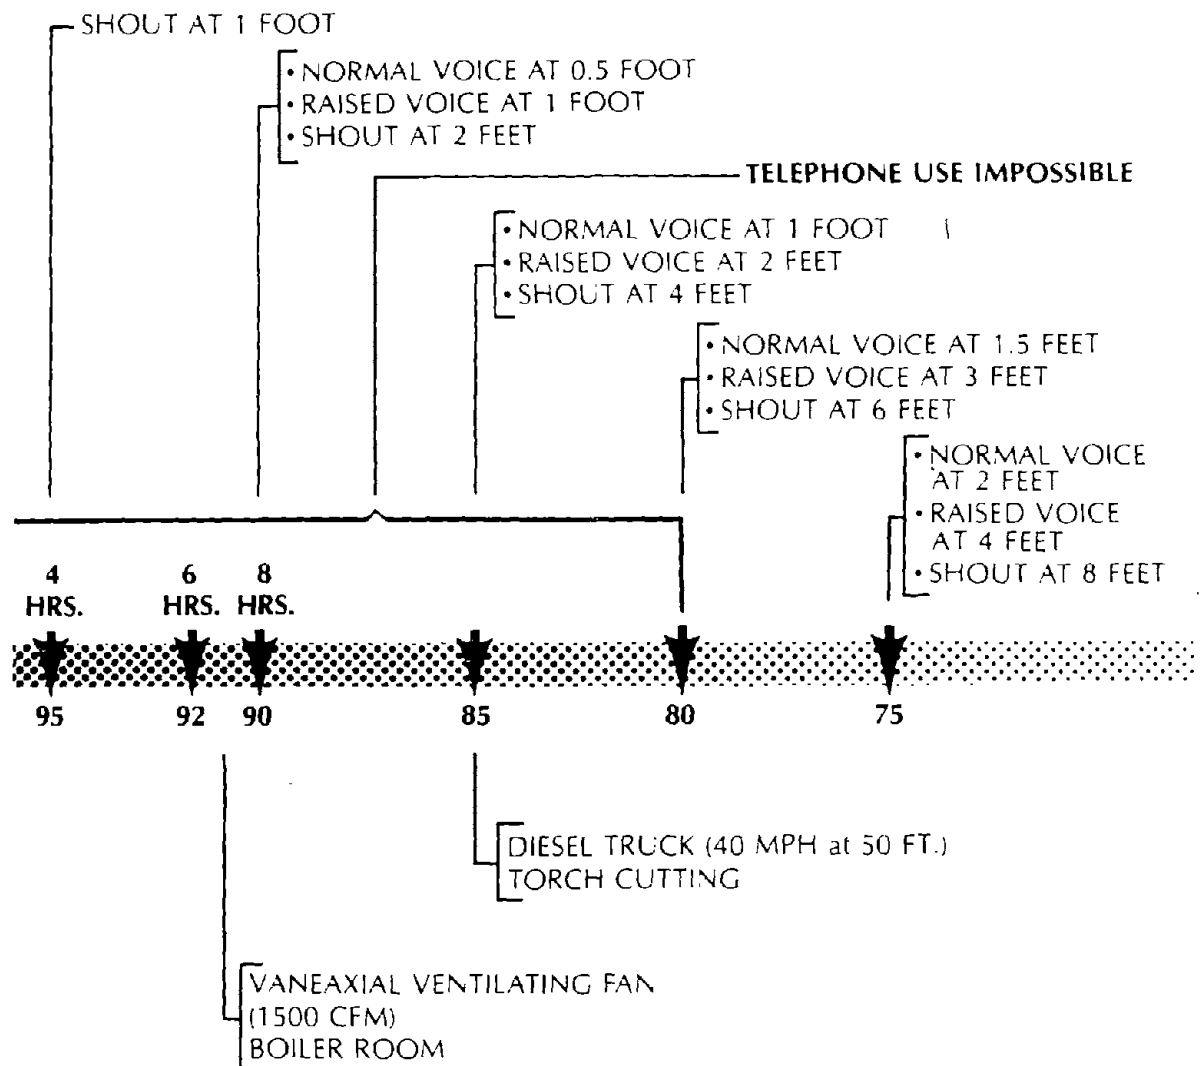 SHOUT AT 1 FOOT
• NORMAL VOICE AT 0.5 FOOT
• RAISED VOICE AT 1 FOOT
• SHOUT AT 2 FEET
TELEPHONE USE IMPOSSIBLE
• NORMAL VOICE AT 1 FOOT
• RAISED VOICE AT 2 FEET
• SHOUT AT 4 FEET
• NORMAL VOICE AT 1.5 FEET
• RAISED VOICE AT 3 FEET
• SHOUT AT 6 FEET
• NORMAL VOICE
AT 2 FEET
• RAISED VOICE
AT 4 FEET
• SHOUT AT 8 FEET
4 6 8
HRS. HRS. HRS.
95 92 90 85 80 75
DIESEL TRUCK (40 MPH at 50 FT.)
TORCH CUTTING
VANEAXIAL VENTILATING FAN
(1500 CFM)
BOILER ROOM